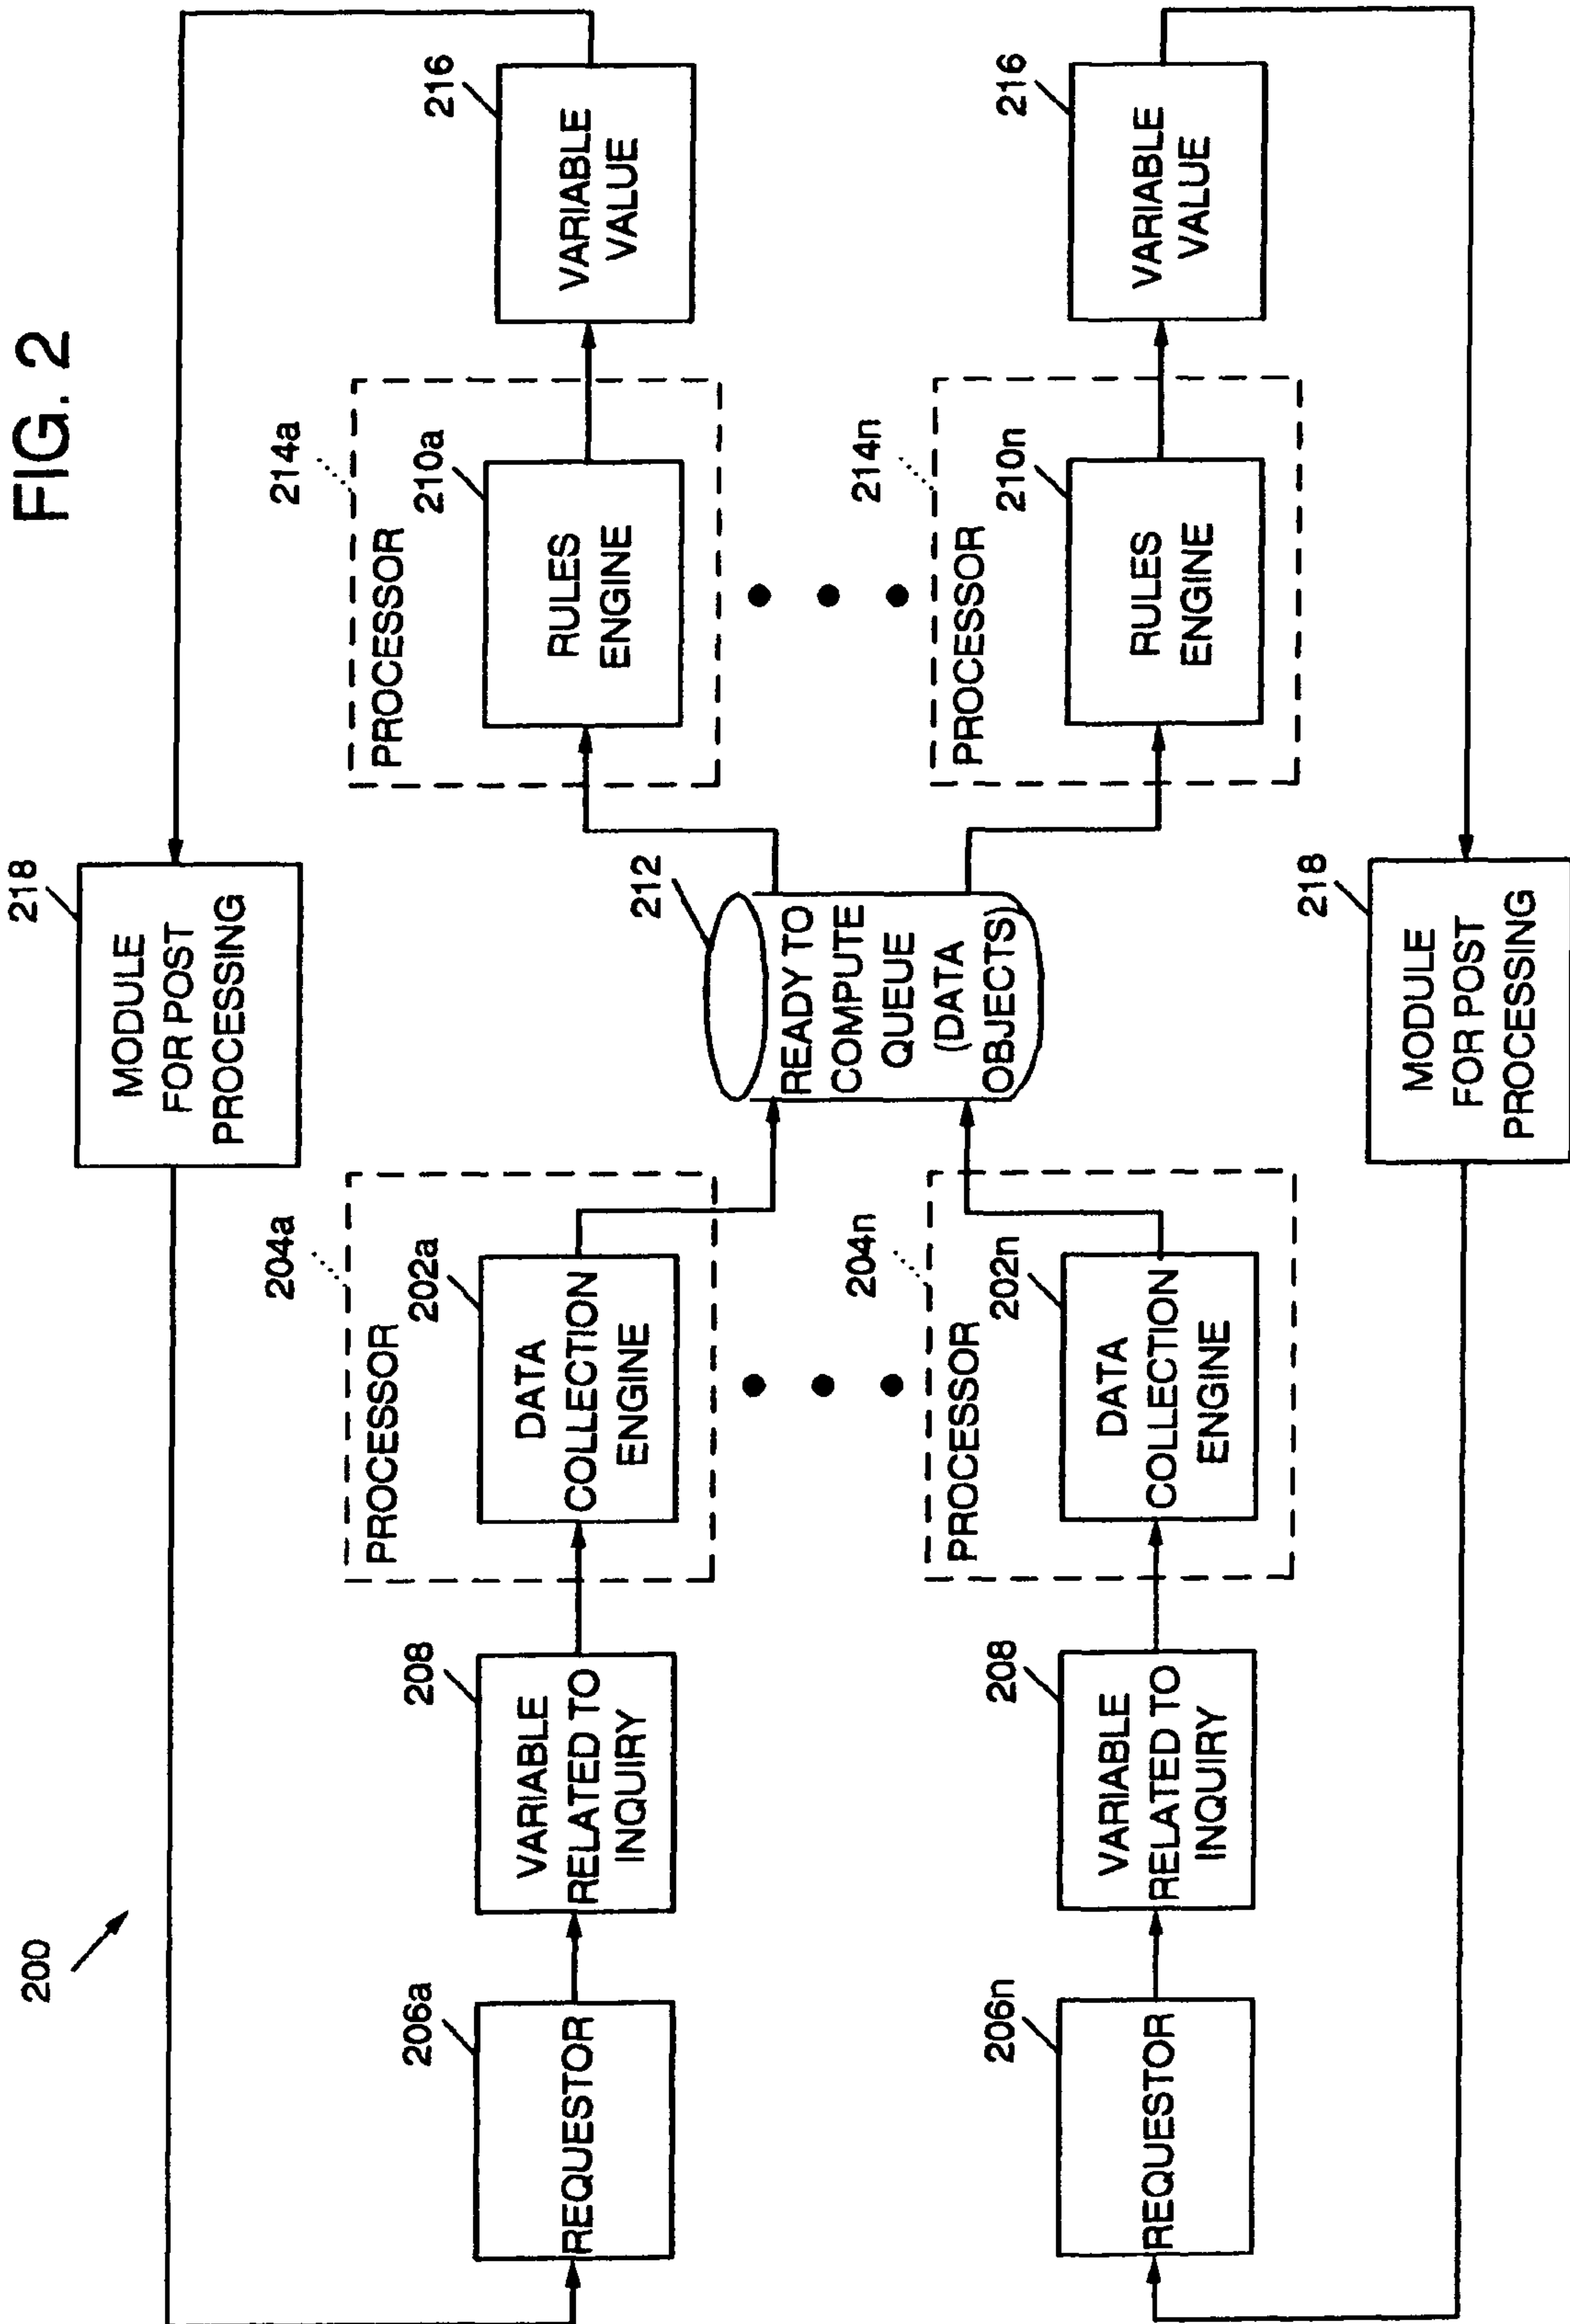 FIG. 2
200
218
MODULE
FOR POST
PROCESSING
206a
REQUESTOR
208
VARIABLE
RELATED TO
INQUIRY
204a
PROCESSOR
202a
DATA
COLLECTION
ENGINE
214a
PROCESSOR
210a
RULES
ENGINE
216
VARIABLE
VALUE
212
READY TO
COMPUTE
QUEUE
(DATA
OBJECTS)
206n
REQUESTOR
208
VARIABLE
RELATED TO
INQUIRY
204n
PROCESSOR
202n
DATA
COLLECTION
ENGINE
214n
PROCESSOR
210n
RULES
ENGINE
216
VARIABLE
VALUE
218
MODULE
FOR POST
PROCESSING